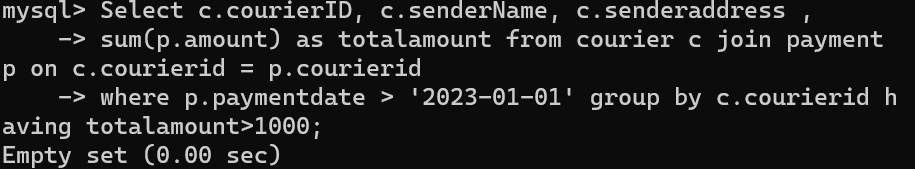 mysql> Select c.courierID, c.senderName, c.senderaddress ,
    -> sum(p.amount) as totalamount from courier c join payment
p on c.courierid = p.courierid
    -> where p.paymentdate > '2023-01-01' group by c.courierid h
aving totalamount>1000;
Empty set (0.00 sec)